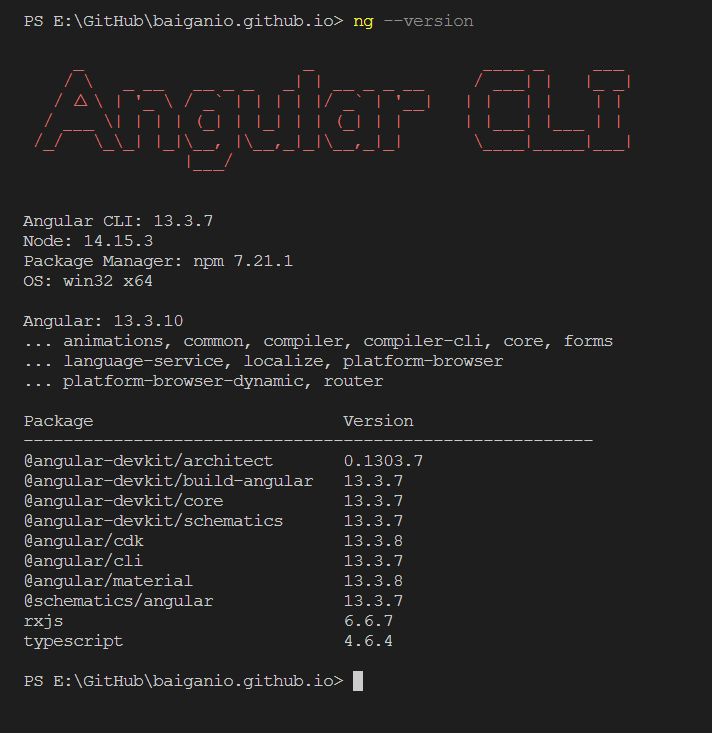 PS E:\GitHub\baiganio.github.io> ng --version
Angular CLI
Angular CLI: 13.3.7
Node: 14.15.3
Package Manager: npm 7.21.1
OS: win32 x64
Angular: 13.3.10
... animations, common, compiler, compiler-cli, core, forms
... language-service, localize, platform-browser
... platform-browser-dynamic, router
Package Version
---------------------------------------------------------
@angular-devkit/architect 0.1303.7
@angular-devkit/build-angular 13.3.7
@angular-devkit/core 13.3.7
@angular-devkit/schematics 13.3.7
@angular/cdk 13.3.8
@angular/cli 13.3.7
@angular/material 13.3.8
@schematics/angular 13.3.7
rxjs 6.6.7
typescript 4.6.4
PS E:\GitHub\baiganio.github.io>